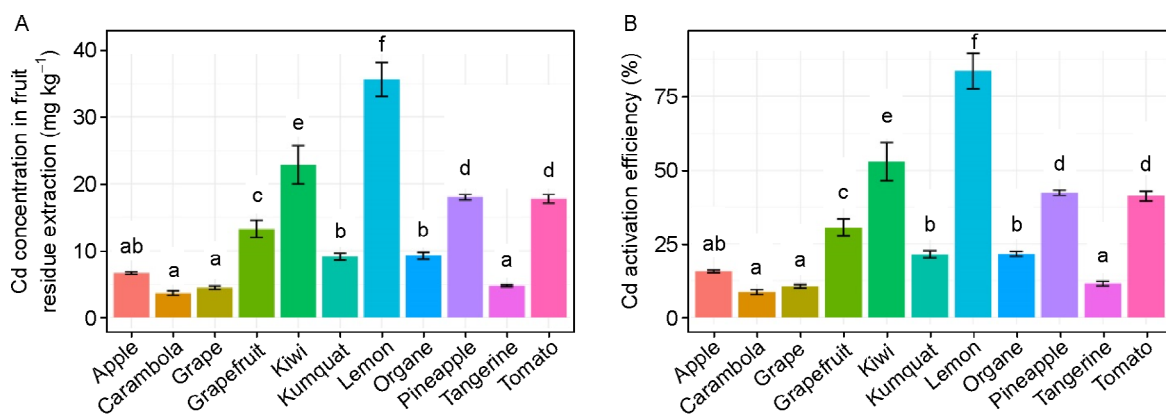 A
Cd concentration in fruit
residue extraction (mg kg⁻¹)
40
30
20
10
0
ab
a
a
c
e
b
f
b
d
a
d
Apple
Carambola
Grape
Grapefruit
Kiwi
Kumquat
Lemon
Organe
Pineapple
Tangerine
Tomato
B
Cd activation efficiency (%)
75
50
25
0
ab
a
a
c
e
b
f
b
d
a
d
Apple
Carambola
Grape
Grapefruit
Kiwi
Kumquat
Lemon
Organe
Pineapple
Tangerine
Tomato